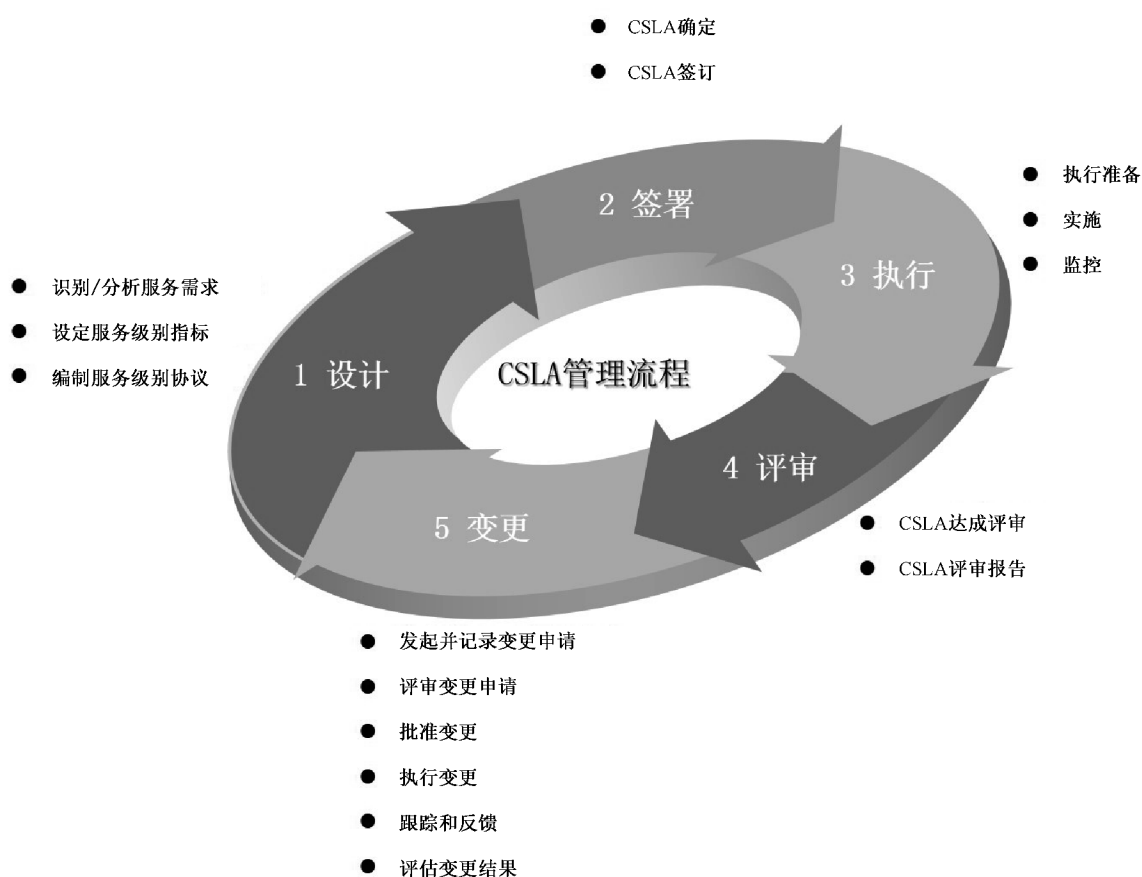 CSLA确定
CSLA签订
2 签署
执行准备
实施
监控
3 执行
识别/分析服务需求
设定服务级别指标
编制服务级别协议
1 设计
CSLA管理流程
4 评审
CSLA达成评审
CSLA评审报告
5 变更
发起并记录变更申请
评审变更申请
批准变更
执行变更
跟踪和反馈
评估变更结果